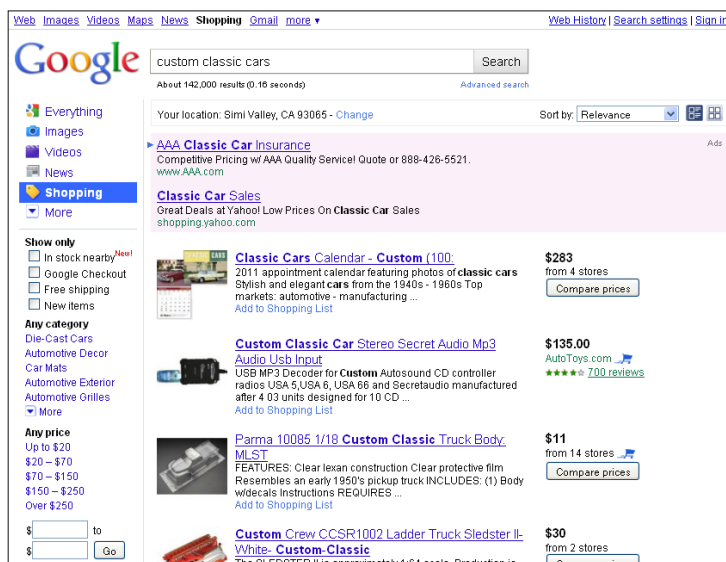 Web Images Videos Maps News Shopping Gmail more ▼
Web History | Search settings | Sign in
Google
custom classic cars
Search
About 142,000 results (0.16 seconds)
Advanced search
Everything
Images
Videos
News
Shopping
More
Show only
In stock nearby New!
Google Checkout
Free shipping
New items
Any category
Die-Cast Cars
Automotive Decor
Car Mats
Automotive Exterior
Automotive Grilles
More
Any price
Up to $20
$20 – $70
$70 – $150
$150 – $250
Over $250
$ to
$ Go
Your location: Simi Valley, CA 93065 - Change
Sort by: Relevance
AAA Classic Car Insurance
Ads
Competitive Pricing w/ AAA Quality Service! Quote or 888-426-5521.
www.AAA.com
Classic Car Sales
Great Deals at Yahoo! Low Prices On Classic Car Sales
shopping.yahoo.com
Classic Cars Calendar - Custom (100:
2011 appointment calendar featuring photos of classic cars
Stylish and elegant cars from the 1940s - 1960s Top
markets: automotive - manufacturing ...
Add to Shopping List
$283
from 4 stores
Compare prices
Custom Classic Car Stereo Secret Audio Mp3
Audio Usb Input
USB MP3 Decoder for Custom Autosound CD controller
radios USA 5,USA 6, USA 66 and Secretaudio manufactured
after 4 03 units designed for 10 CD ...
Add to Shopping List
$135.00
AutoToys.com
700 reviews
Parma 10085 1/18 Custom Classic Truck Body:
MLST
FEATURES: Clear lexan construction Clear protective film
Resembles an early 1950's pickup truck INCLUDES: (1) Body
w/decals Instructions REQUIRES ...
Add to Shopping List
$11
from 14 stores
Compare prices
Custom Crew CCSR1002 Ladder Truck Sledster II-
White- Custom-Classic
$30
from 2 stores